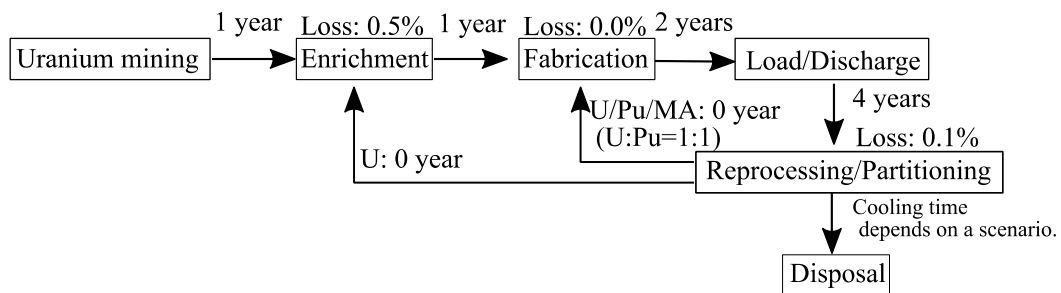 1 year
Loss: 0.5%
1 year
Loss: 0.0%
2 years
Uranium mining
Enrichment
Fabrication
Load/Discharge
4 years
U/Pu/MA: 0 year
(U:Pu=1:1)
Loss: 0.1%
U: 0 year
Reprocessing/Partitioning
Cooling time
depends on a scenario.
Disposal